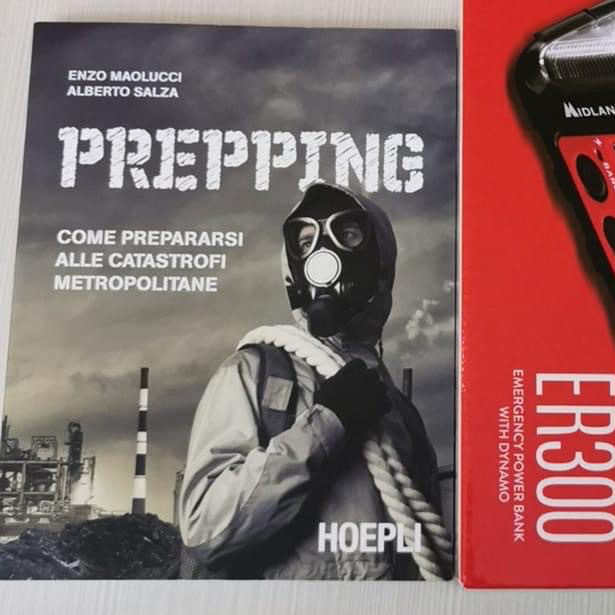 ENZO MAOLUCCI
ALBERTO SALZA
PREPPING
COME PREPARARSI
ALLE CATASTROFI
METROPOLITANE
HOEPLI
MIDLAN
ER300
EMERGENCY POWER BANK
WITH DYNAMO